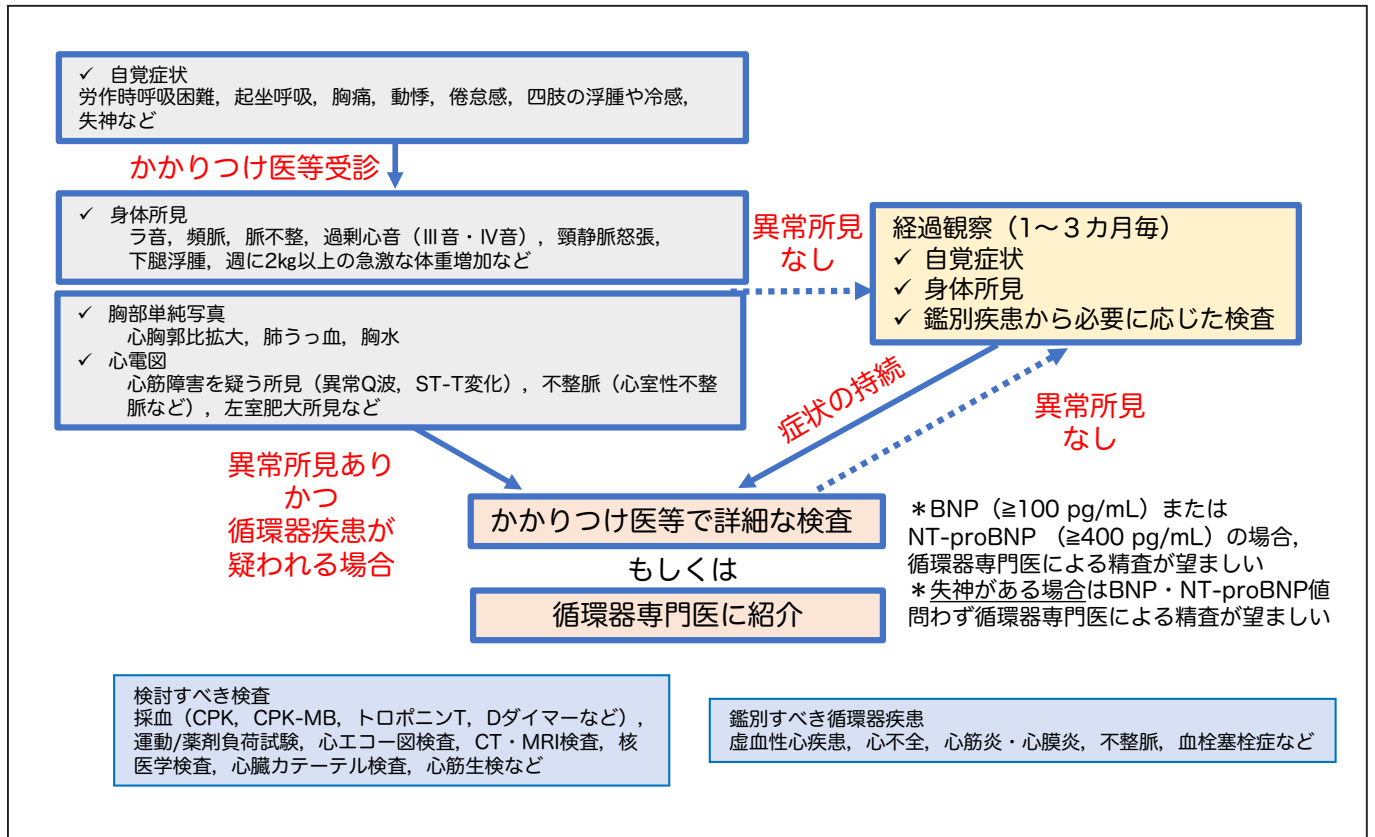 ✓ 自覚症状
労作時呼吸困難，起坐呼吸，胸痛，動悸，倦怠感，四肢の浮腫や冷感，
失神など
かかりつけ医等受診
✓ 身体所見
ラ音，頻脈，脈不整，過剰心音（Ⅲ音・Ⅳ音），頸静脈怒張，
下腿浮腫，週に2㎏以上の急激な体重増加など
✓ 胸部単純写真
心胸郭比拡大，肺うっ血，胸水
✓ 心電図
心筋障害を疑う所見（異常Q波，ST-T変化），不整脈（心室性不整
脈など），左室肥大所見など
異常所見
なし
経過観察（1～３カ月毎）
✓ 自覚症状
✓ 身体所見
✓ 鑑別疾患から必要に応じた検査
症状の持続
異常所見
なし
異常所見あり
かつ
循環器疾患が
疑われる場合
かかりつけ医等で詳細な検査
もしくは
循環器専門医に紹介
＊BNP（≧100 pg/mL）または
NT-proBNP （≧400 pg/mL）の場合，
循環器専門医による精査が望ましい
＊失神がある場合はBNP・NT-proBNP値
問わず循環器専門医による精査が望ましい
検討すべき検査
採血（CPK，CPK-MB，トロポニンT，Dダイマーなど），
運動/薬剤負荷試験，心エコー図検査，CT・MRI検査，核
医学検査，心臓カテーテル検査，心筋生検など
鑑別すべき循環器疾患
虚血性心疾患，心不全，心筋炎・心膜炎，不整脈，血栓塞栓症など